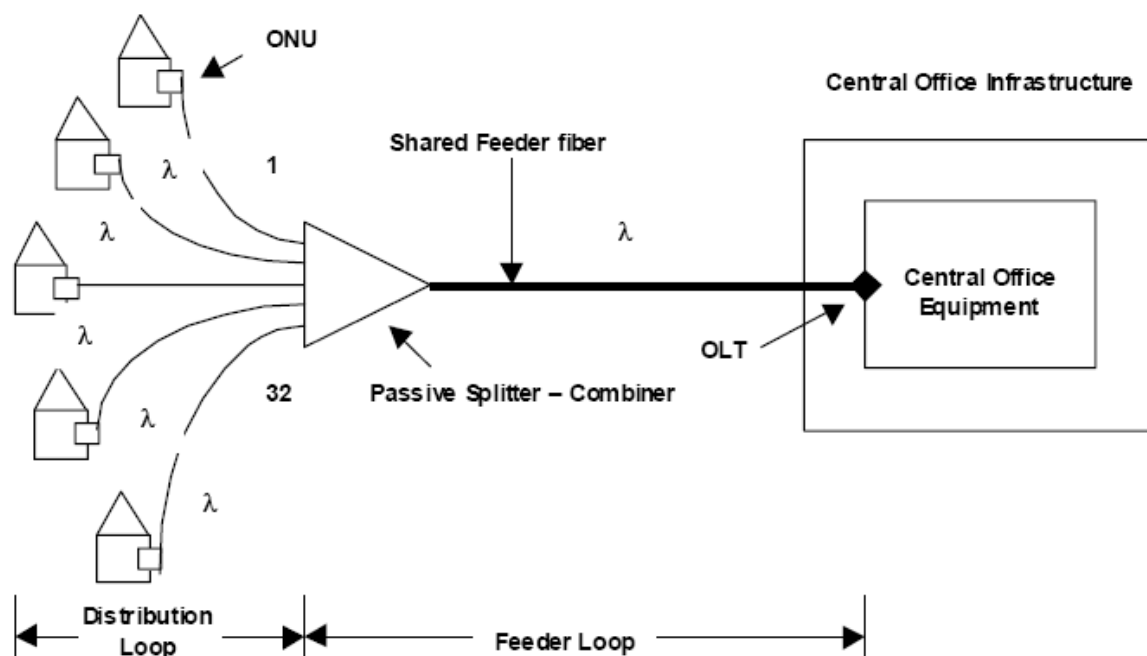 ONU
Central Office Infrastructure
Shared Feeder fiber
λ
1
λ
λ
Central Office
Equipment
λ
OLT
32
Passive Splitter – Combiner
λ
λ
Distribution
Loop
Feeder Loop